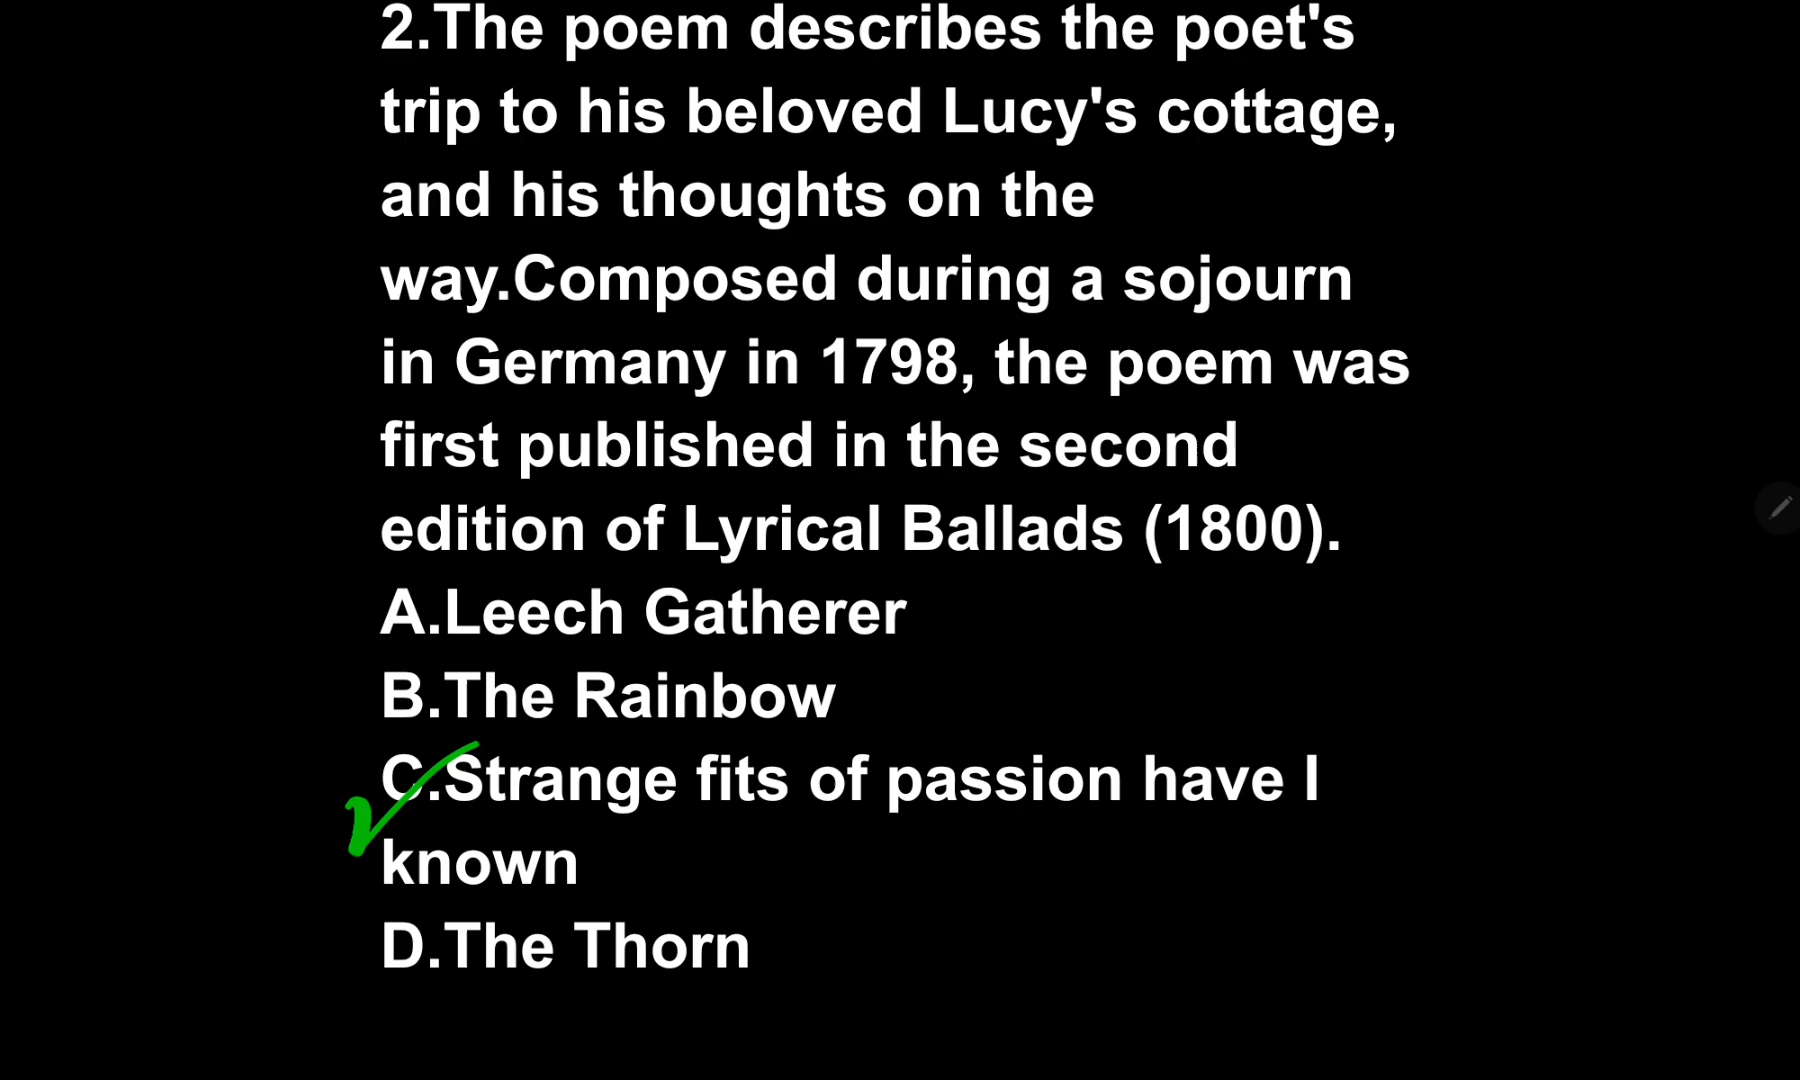 2.The poem describes the poet's
trip to his beloved Lucy's cottage,
and his thoughts on the
way.Composed during a sojourn
in Germany in 1798, the poem was
first published in the second
edition of Lyrical Ballads (1800).
A.Leech Gatherer
B.The Rainbow
C.Strange fits of passion have I
known
D.The Thorn